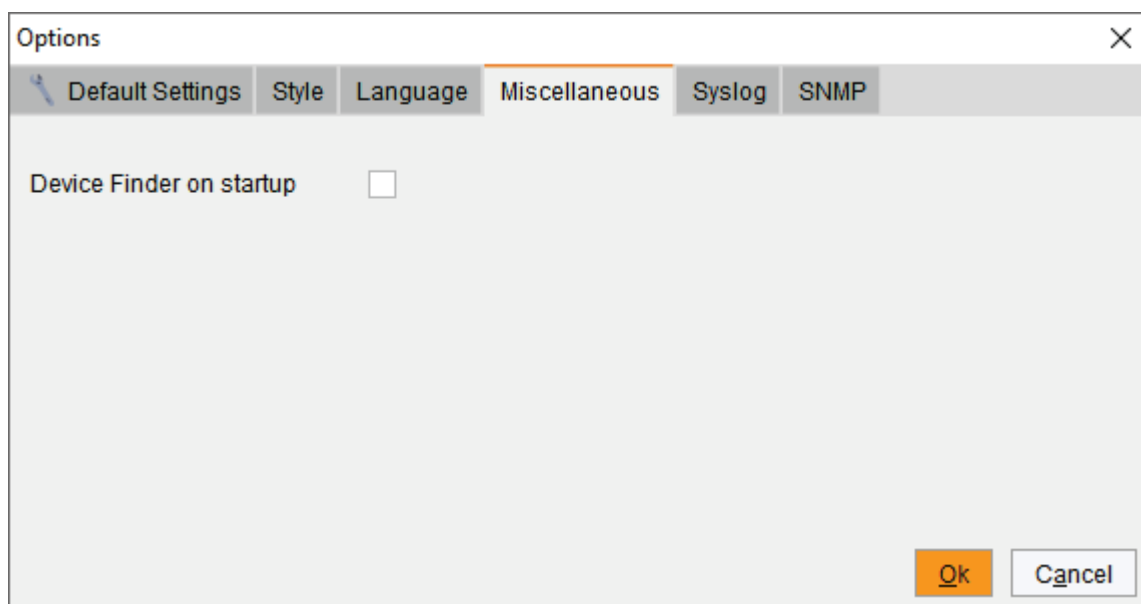 Options
Default Settings Style Language Miscellaneous Syslog SNMP
Device Finder on startup
Ok Cancel